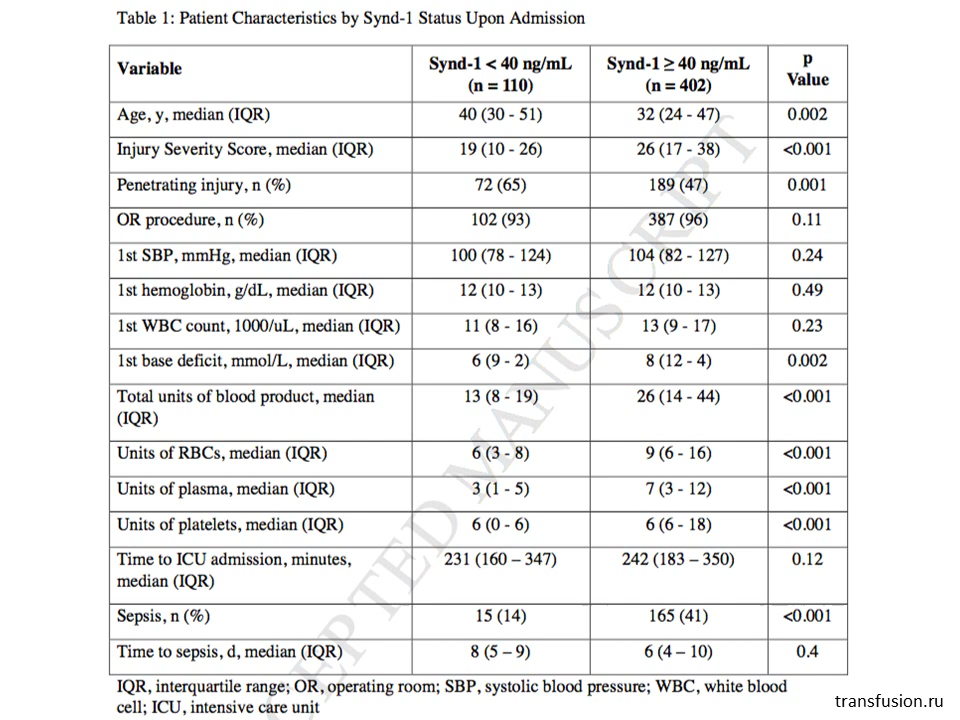 Table 1: Patient Characteristics by Synd-1 Status Upon Admission
Variable Synd-1 < 40 ng/mL (n = 110) Synd-1 ≥ 40 ng/mL (n = 402) p Value
Age, y, median (IQR) 40 (30 - 51) 32 (24 - 47) 0.002
Injury Severity Score, median (IQR) 19 (10 - 26) 26 (17 - 38) <0.001
Penetrating injury, n (%) 72 (65) 189 (47) 0.001
OR procedure, n (%) 102 (93) 387 (96) 0.11
1st SBP, mmHg, median (IQR) 100 (78 - 124) 104 (82 - 127) 0.24
1st hemoglobin, g/dL, median (IQR) 12 (10 - 13) 12 (10 - 13) 0.49
1st WBC count, 1000/uL, median (IQR) 11 (8 - 16) 13 (9 - 17) 0.23
1st base deficit, mmol/L, median (IQR) 6 (9 - 2) 8 (12 - 4) 0.002
Total units of blood product, median (IQR) 13 (8 - 19) 26 (14 - 44) <0.001
Units of RBCs, median (IQR) 6 (3 - 8) 9 (6 - 16) <0.001
Units of plasma, median (IQR) 3 (1 - 5) 7 (3 - 12) <0.001
Units of platelets, median (IQR) 6 (0 - 6) 6 (6 - 18) <0.001
Time to ICU admission, minutes, median (IQR) 231 (160 – 347) 242 (183 – 350) 0.12
Sepsis, n (%) 15 (14) 165 (41) <0.001
Time to sepsis, d, median (IQR) 8 (5 – 9) 6 (4 – 10) 0.4
IQR, interquartile range; OR, operating room; SBP, systolic blood pressure; WBC, white blood
cell; ICU, intensive care unit
CEPTED MANUSCRIPT
transfusion.ru